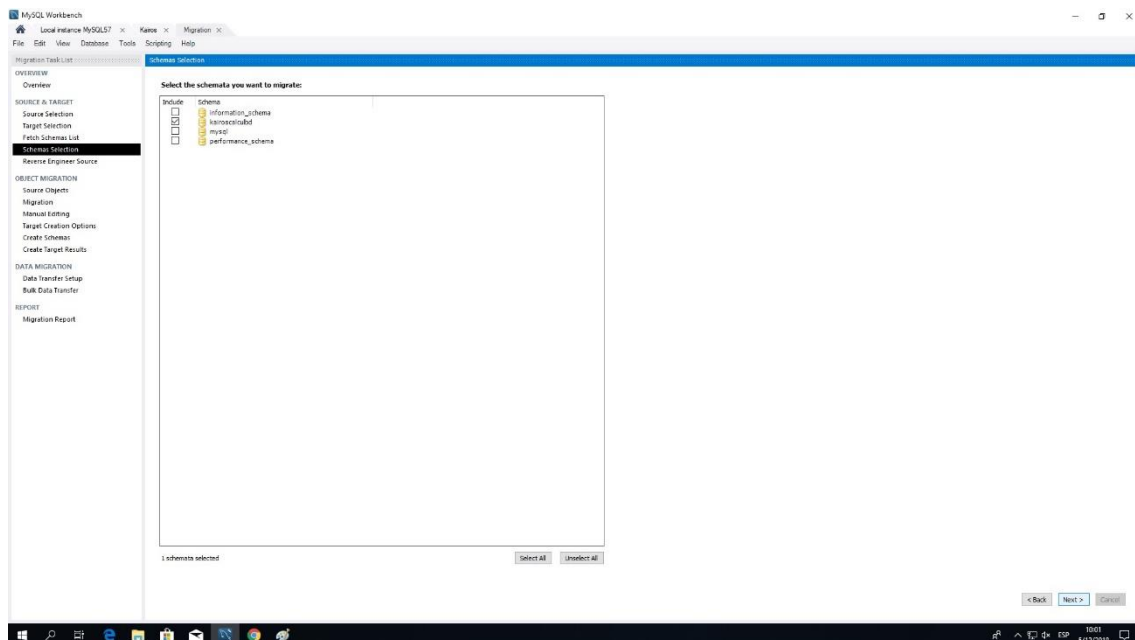 MySQL Workbench
Local instance MySQL57 × Kairos × Migration ×
File Edit View Database Tools Scripting Help
Migration Task List
Schemas Selection
OVERVIEW
Overview
SOURCE & TARGET
Source Selection
Target Selection
Fetch Schemas List
Schemas Selection
Reverse Engineer Source
OBJECT MIGRATION
Source Objects
Migration
Manual Editing
Target Creation Options
Create Schemas
Create Target Results
DATA MIGRATION
Data Transfer Setup
Bulk Data Transfer
REPORT
Migration Report
Select the schemata you want to migrate:
Include Schema
information_schema
kairoscalcubd
mysql
performance_schema
1 schemata selected
Select All Unselect All
< Back Next > Cancel
ESP
10:01